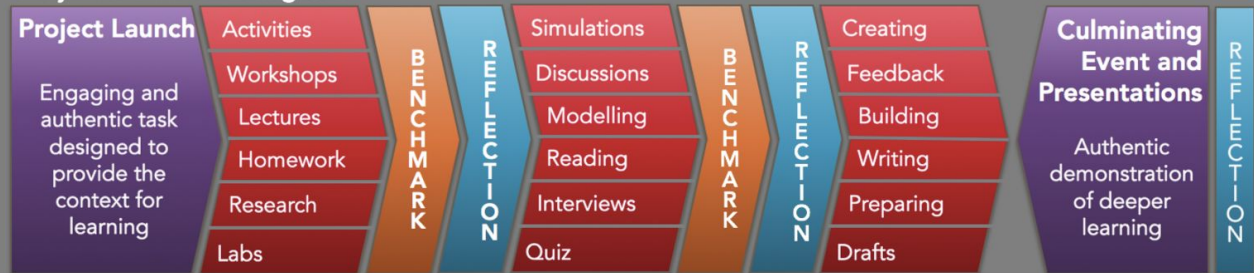 Project Launch
Engaging and
authentic task
designed to
provide the
context for
learning
Activities
Workshops
Lectures
Homework
Research
Labs
BENCHMARK
REFLECTION
Simulations
Discussions
Modelling
Reading
Interviews
Quiz
BENCHMARK
REFLECTION
Creating
Feedback
Building
Writing
Preparing
Drafts
Culminating
Event and
Presentations
Authentic
demonstration
of deeper
learning
REFLECTION